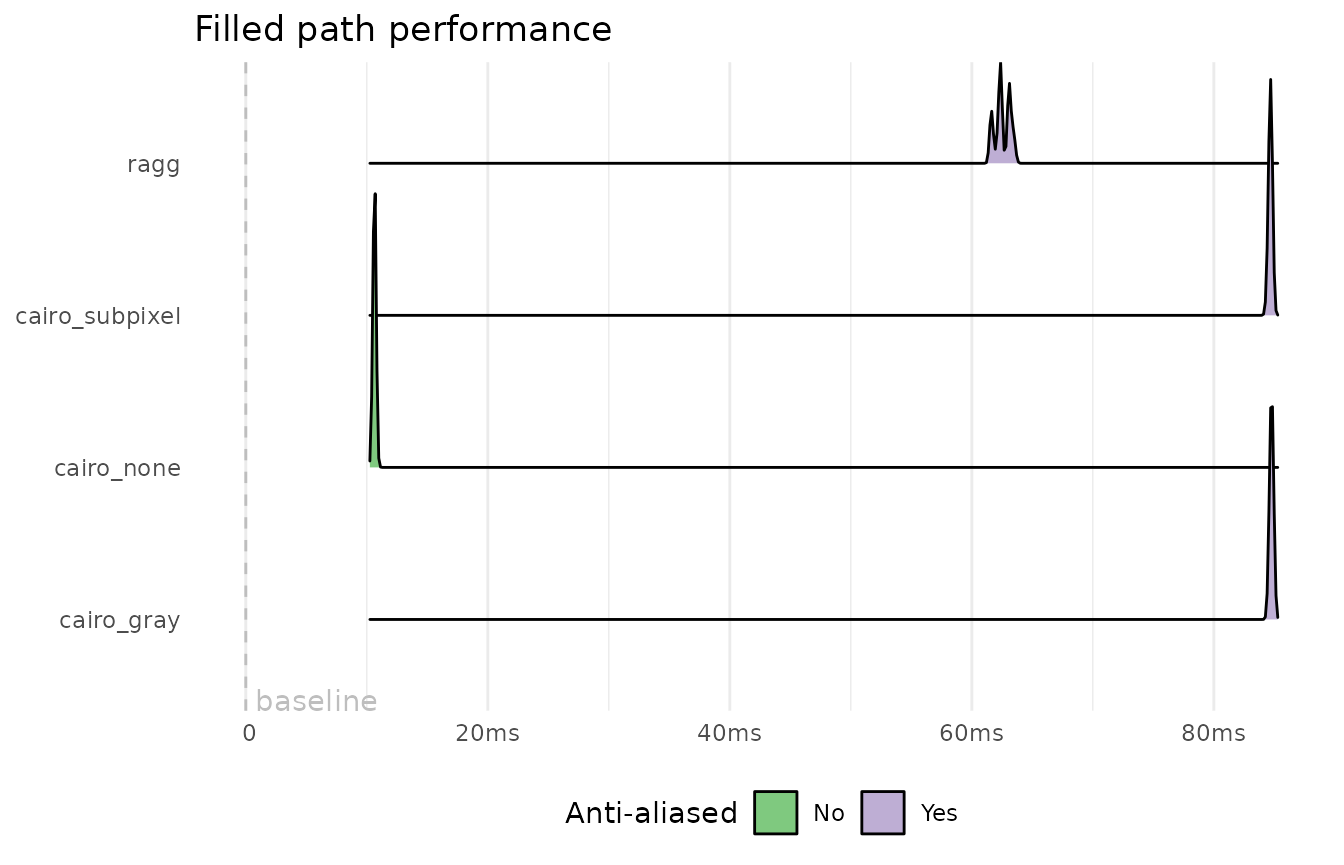 Filled path performance
ragg
cairo_subpixel
cairo_none
cairo_gray
baseline
0 20ms 40ms 60ms 80ms
Anti-aliased No Yes